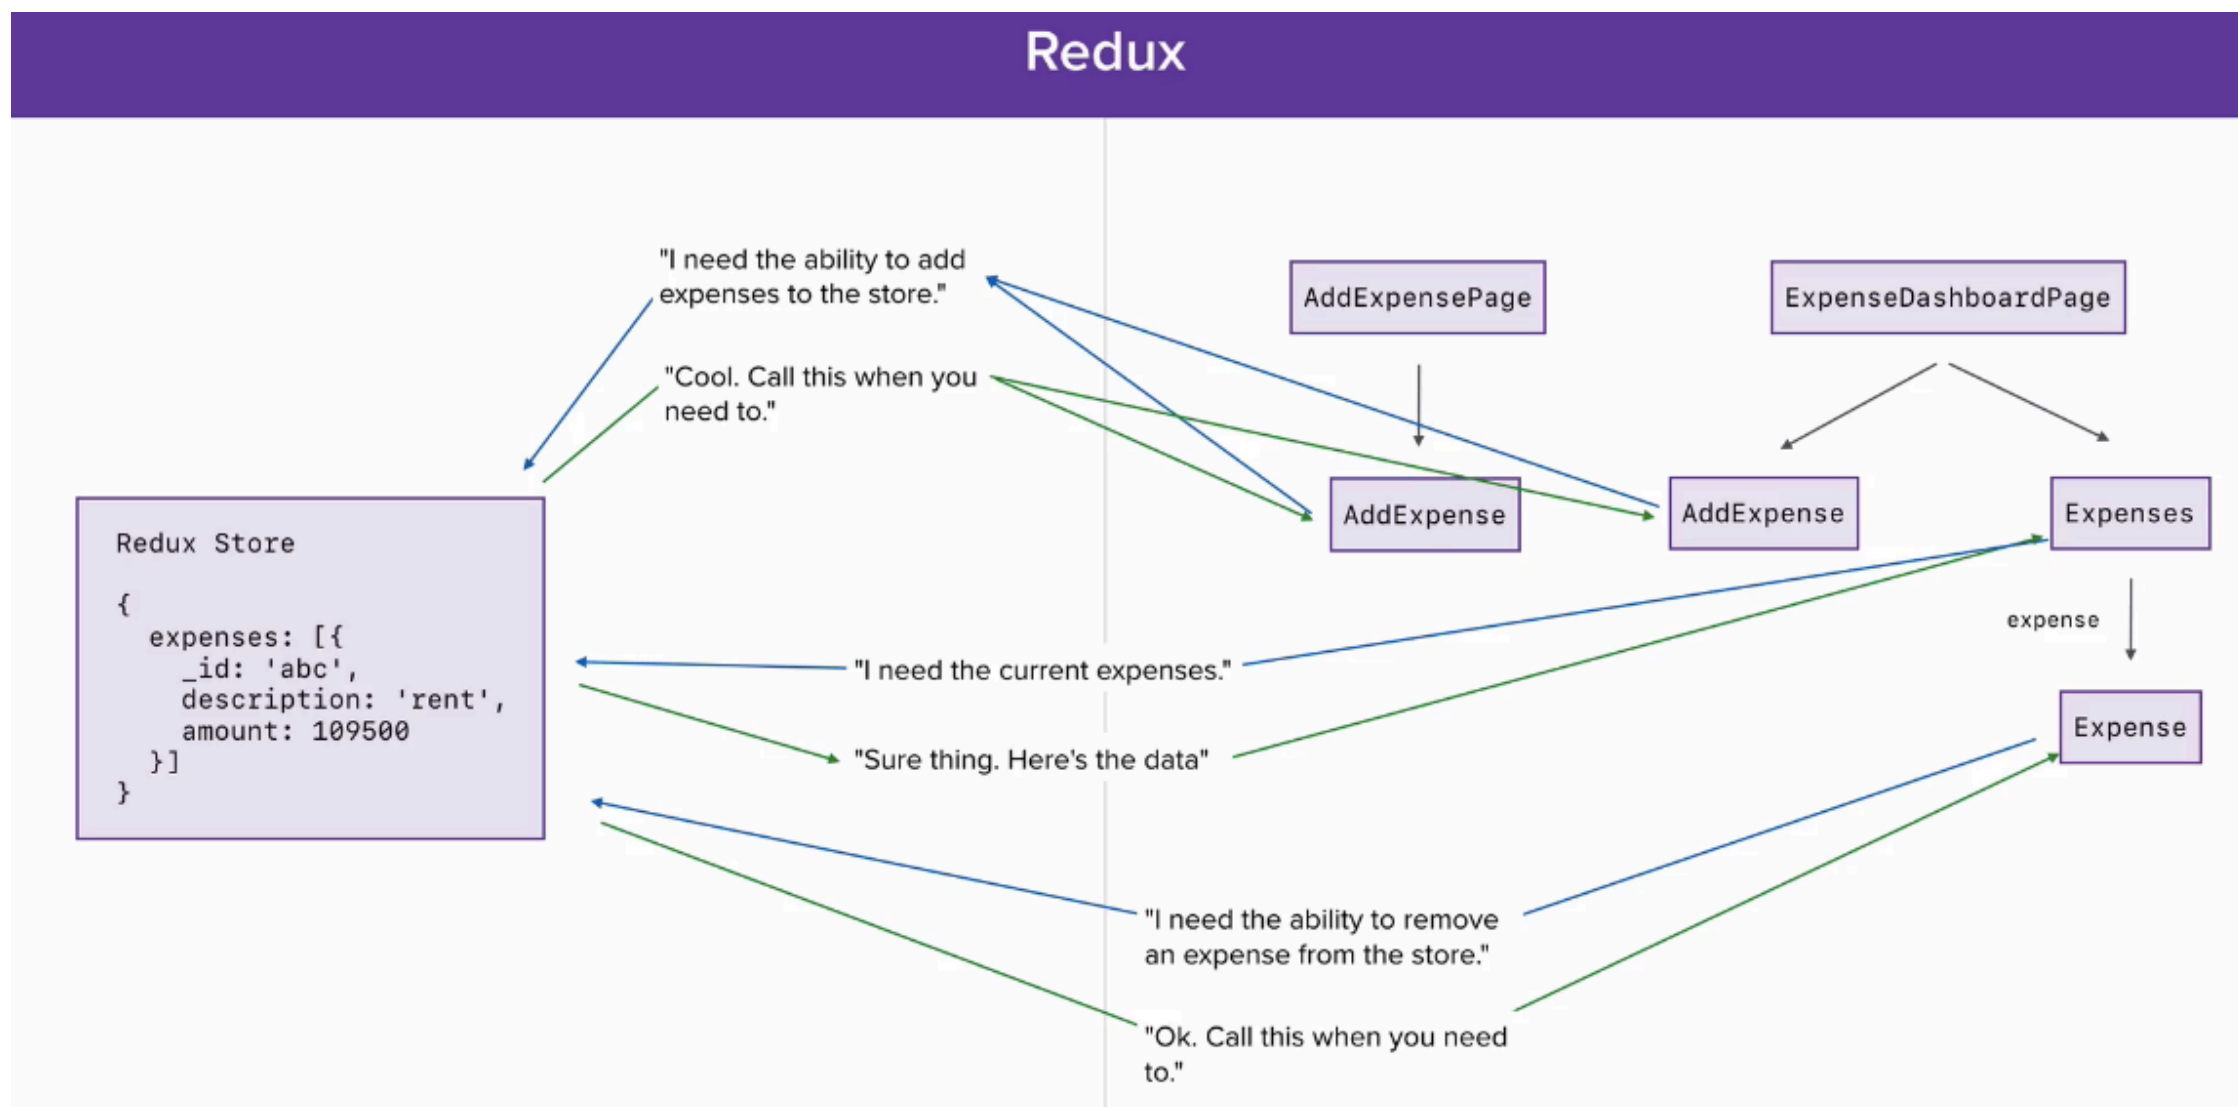 Redux
"I need the ability to add
expenses to the store."
"Cool. Call this when you
need to."
AddExpensePage
ExpenseDashboardPage
AddExpense
AddExpense
Expenses
Redux Store
{
expenses: [{
_id: 'abc',
description: 'rent',
amount: 109500
}]
}
"I need the current expenses."
"Sure thing. Here's the data"
expense
Expense
"I need the ability to remove
an expense from the store."
"Ok. Call this when you need
to."